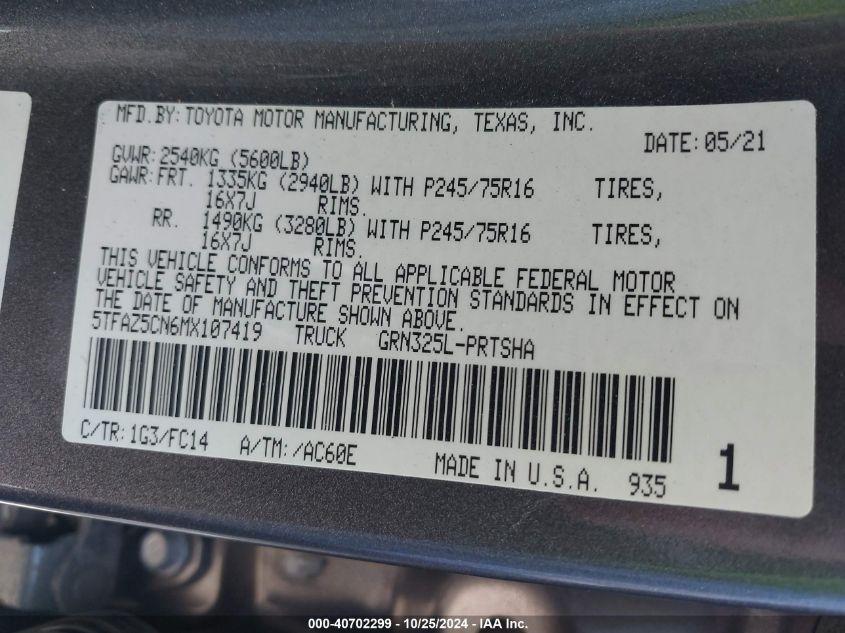 MFD.BY: TOYOTA MOTOR MANUFACTURING, TEXAS, INC.
DATE: 05/21
GVWR: 2540KG (5600LB)
GAWR: FRT. 1335KG (2940LB) WITH P245/75R16 TIRES,
16X7J RIMS.
RR. 1490KG (3280LB) WITH P245/75R16 TIRES,
16X7J RIMS.
THIS VEHICLE CONFORMS TO ALL APPLICABLE FEDERAL MOTOR
VEHICLE SAFETY AND THEFT PREVENTION STANDARDS IN EFFECT ON
THE DATE OF MANUFACTURE SHOWN ABOVE.
5TFAZ5CN6MX107419 TRUCK GRN325L-PRTSHA
C/TR: 1G3/FC14 A/TM: /AC60E MADE IN U.S.A. 935 1
000-40702299 - 10/25/2024 - IAA Inc.